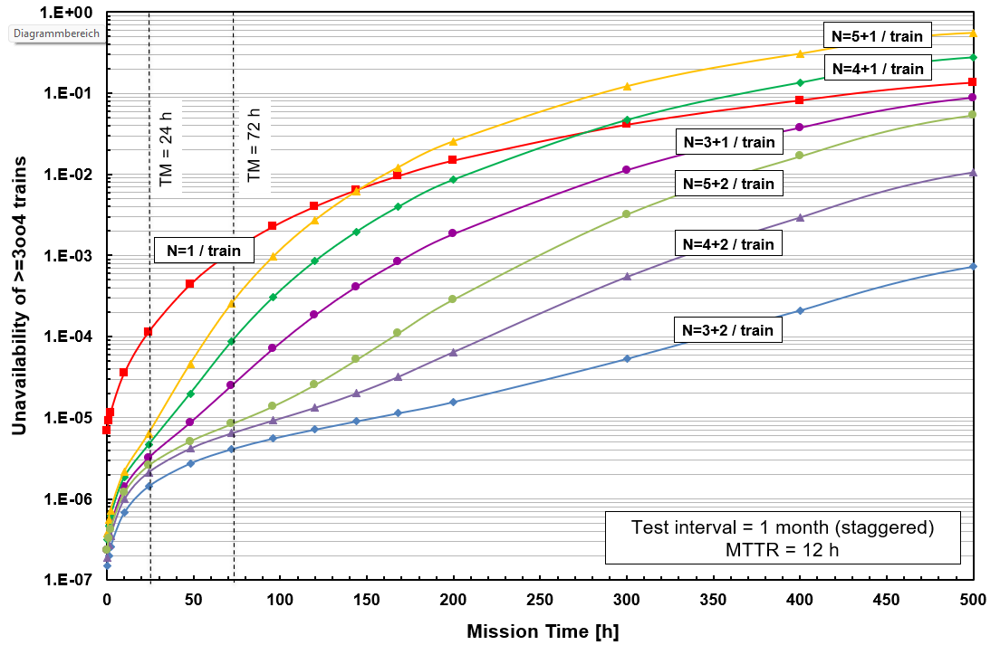 1.E+00
Diagrammbereich
N=5+1 / train
N=4+1 / train
1.E-01
TM = 24 h
TM = 72 h
N=3+1 / train
1.E-02
N=5+2 / train
Unavailability of >=3oo4 trains
N=1 / train
N=4+2 / train
1.E-03
N=3+2 / train
1.E-04
1.E-05
1.E-06
Test interval = 1 month (staggered)
MTTR = 12 h
1.E-07
0 50 100 150 200 250 300 350 400 450 500
Mission Time [h]